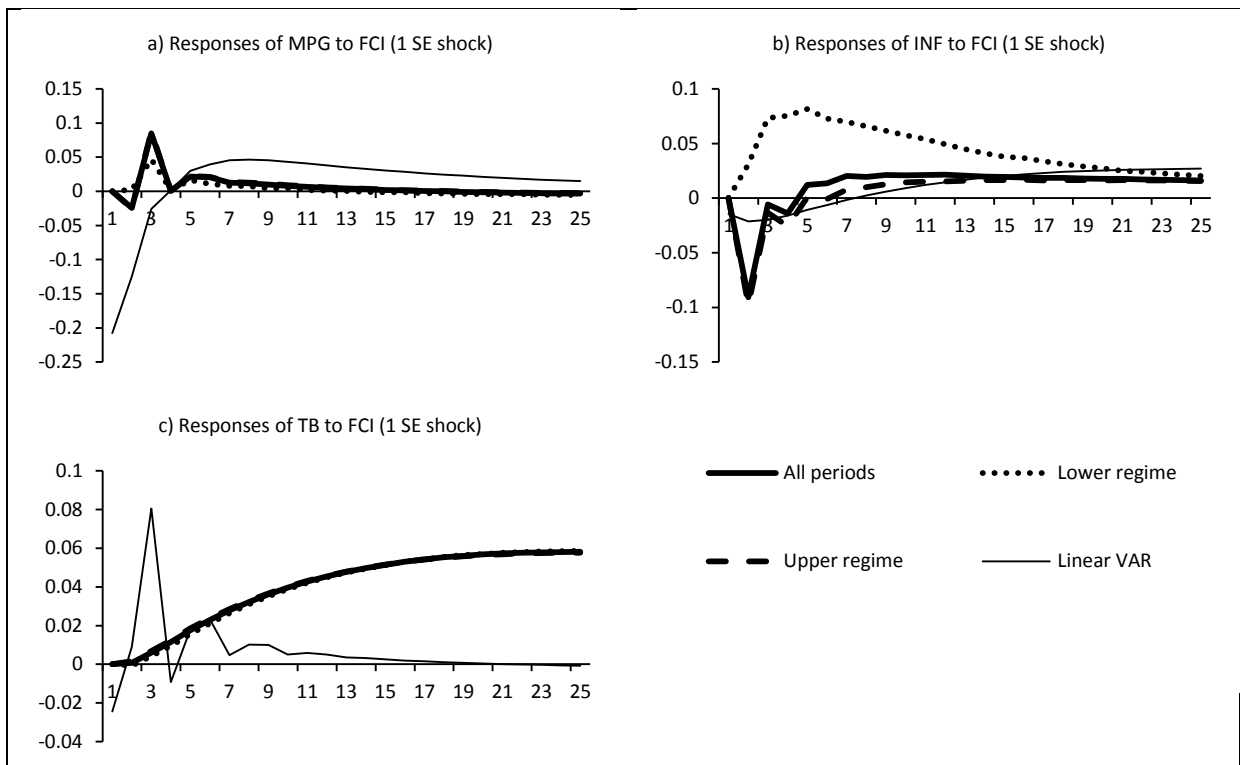 a) Responses of MPG to FCI (1 SE shock)
0.15
0.1
0.05
0
-0.05
-0.1
-0.15
-0.2
-0.25
1 3 5 7 9 11 13 15 17 19 21 23 25
b) Responses of INF to FCI (1 SE shock)
0.1
0.05
0
-0.05
-0.1
-0.15
1 3 5 7 9 11 13 15 17 19 21 23 25
c) Responses of TB to FCI (1 SE shock)
0.1
0.08
0.06
0.04
0.02
0
-0.02
-0.04
1 3 5 7 9 11 13 15 17 19 21 23 25
All periods Lower regime
Upper regime Linear VAR